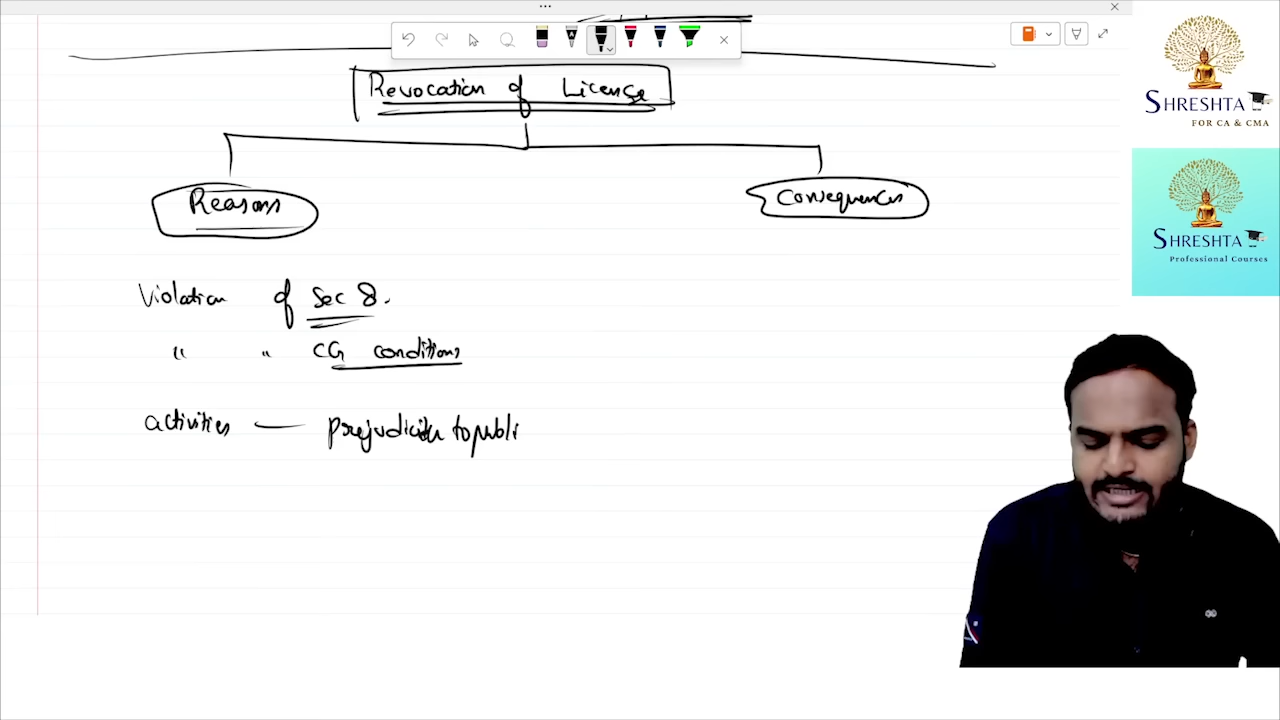 Revocation of License
Reasons
Consequences
Violation of Sec 8.
" " CG conditions
activities — to publi
SHRESHTA
FOR CA & CMA
SHRESHTA
Professional Courses